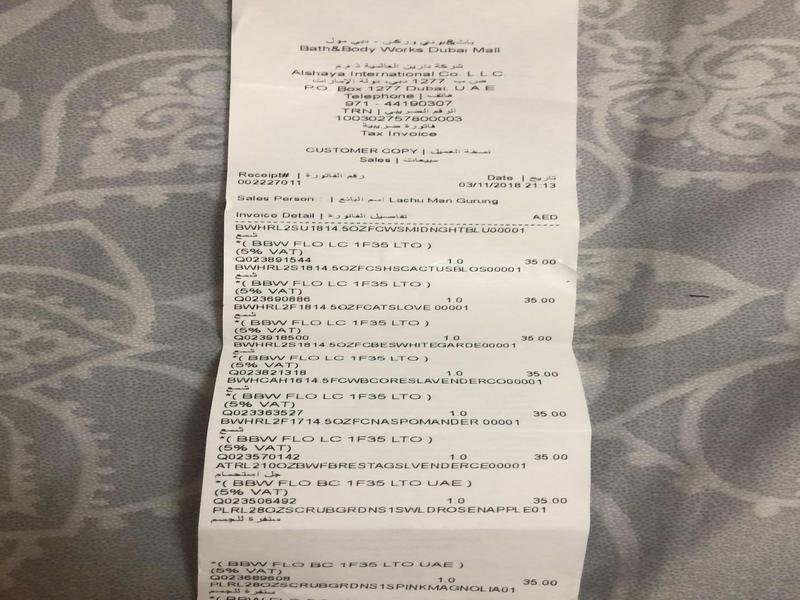 باث&بودي ووركس - دبي مول
Bath&Body Works Dubai Mall
شركة دارين العالمية ذ.م.م
Alshaya International Co. L.L.C
ص.ب. 1277 دبي، دولة الإمارات
P.O. Box 1277 Dubai, U.A.E
Telephone | هاتف
971 - 44190307
TRN | الرقم الضريبي
100302757800003
فاتورة ضريبية
Tax Invoice
CUSTOMER COPY | نسخة العميل
Sales | مبيعات
Receipt# | رقم الفاتورة Date | تاريخ
002227011 03/11/2018 21:13
Sales Person : | اسم البائع Lachu Man Gurung
Invoice Detail | تفاصيل الفاتورة AED
BWHRL2SU1814.5OZFCWSMIDNGHTBLU00001
شمع
*( BBW FLO LC 1F35 LTO )
(5% VAT)
Q023891544 1.0 35.00
BWHRL2S1814.5OZFCSHSCACTUSBLOS00001
شمع
*( BBW FLO LC 1F35 LTO )
(5% VAT)
Q023690886 1.0 35.00
BWHRL2F1814.5OZFCATSLOVE 00001
شمع
*( BBW FLO LC 1F35 LTO )
(5% VAT)
Q023918500 1.0 35.00
BWHRL2S1814.5OZFCBESWHITEGARDE00001
شمع
*( BBW FLO LC 1F35 LTO )
(5% VAT)
Q023821318 1.0 35.00
BWHCAH1614.5FCWBCORESLAVENDERCO00001
شمع
*( BBW FLO LC 1F35 LTO )
(5% VAT)
Q023363527 1.0 35.00
BWHRL2F1714.5OZFCNASPOMANDER 00001
شمع
*( BBW FLO LC 1F35 LTO )
(5% VAT)
Q023570142 1.0 35.00
ATRL210OZBWFBRESTAGSLVENDERCE00001
جل استحمام
*( BBW FLO BC 1F35 LTO UAE )
(5% VAT)
Q023506492 1.0 35.00
PLRL28OZSCRUBGRDNS1SWLDROSENAPPLE01
منفرة للجسم
*( BBW FLO BC 1F35 LTO UAE )
(5% VAT)
Q023689608 1.0 35.00
PLRL28OZSCRUBGRDNS1SPINKMAGNOLIA01
منفرة للجسم